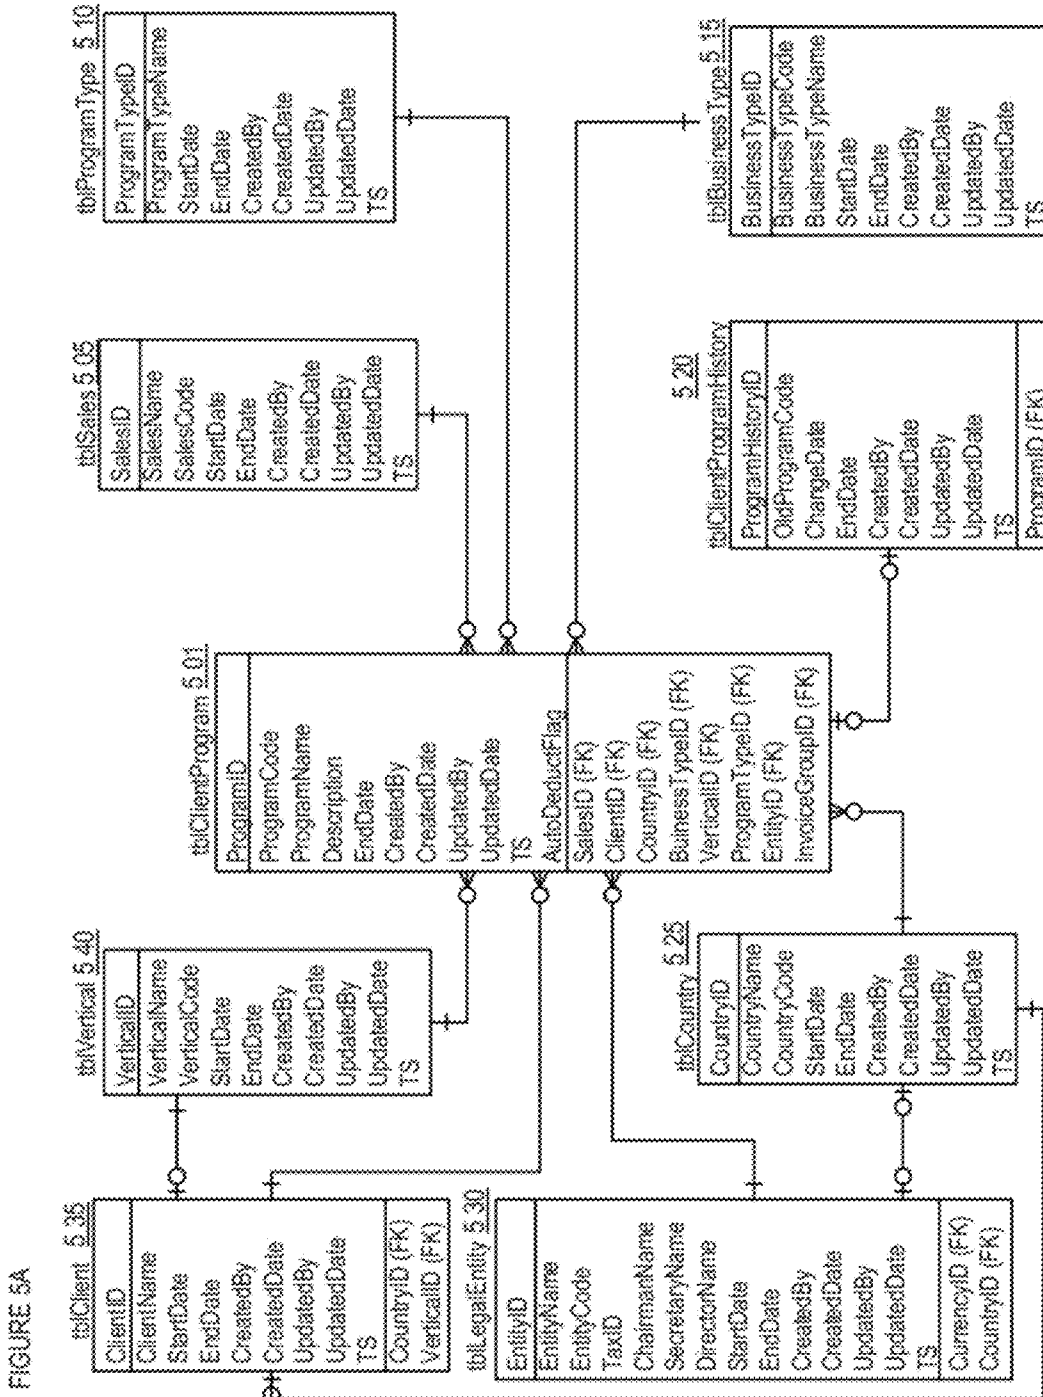 FIGURE 5A
tblClient 5.35
ClientID
ClientName
StartDate
EndDate
CreatedBy
CreatedDate
UpdatedBy
UpdatedDate
TS
CountryID (FK)
VerticalID (FK)
tblVertical 5.40
VerticalID
VerticalName
VerticalCode
StartDate
EndDate
CreatedBy
CreatedDate
UpdatedBy
UpdatedDate
TS
tblClientProgram 5.01
ProgramID
ProgramCode
ProgramName
Description
EndDate
CreatedBy
CreatedDate
UpdatedBy
UpdatedDate
TS
AutoDeductFlag
SalesID (FK)
ClientID (FK)
CountryID (FK)
BuinessTypeID (FK)
VerticalID (FK)
ProgramTypeID (FK)
EntityID (FK)
InvoiceGroupID (FK)
tblSales 5.05
SalesID
SalesName
SalesCode
StartDate
EndDate
CreatedBy
CreatedDate
UpdatedBy
UpdatedDate
TS
tblProgramType 5.10
ProgramTypeID
ProgramTypeName
StartDate
EndDate
CreatedBy
CreatedDate
UpdatedBy
UpdatedDate
TS
tblLegalEntity 5.30
EntityID
EntityName
EntityCode
TaxID
ChairmanName
SecretaryName
DirectorName
StartDate
EndDate
CreatedBy
CreatedDate
UpdatedBy
UpdatedDate
TS
CurrencyID (FK)
CountryID (FK)
tblCountry 5.25
CountryID
CountryName
CountryCode
StartDate
EndDate
CreatedBy
CreatedDate
UpdatedBy
UpdatedDate
TS
tblClientProgramHistory 5.20
ProgramHistoryID
OldProgramCode
ChangeDate
EndDate
CreatedBy
CreatedDate
UpdatedBy
UpdatedDate
TS
ProgramID (FK)
tblBusinessType 5.15
BusinessTypeID
BusinessTypeCode
BusinessTypeName
StartDate
EndDate
CreatedBy
CreatedDate
UpdatedBy
UpdatedDate
TS